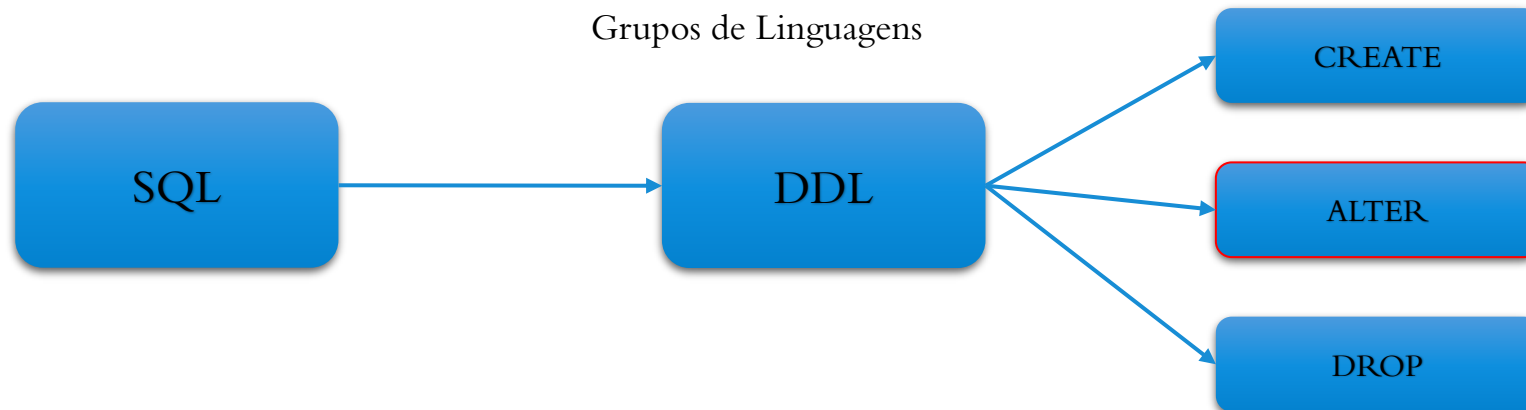 Grupos de Linguagens
SQL
DDL
CREATE
ALTER
DROP